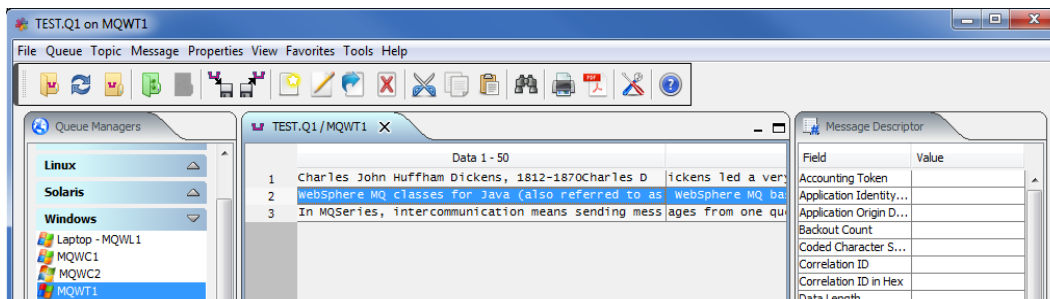 TEST.Q1 on MQWT1
File Queue Topic Message Properties View Favorites Tools Help
PDF
Queue Managers
Linux
Solaris
Windows
Laptop - MQWL1
MQWC1
MQWC2
MQWT1
TEST.Q1 / MQWT1
Data 1 - 50
1 Charles John Huffham Dickens, 1812-1870Charles D ickens led a very
2 WebSphere MQ classes for Java (also referred to as WebSphere MQ ba
3 In MQSeries, intercommunication means sending mess ages from one qu
Message Descriptor
Field Value
Accounting Token
Application Identity...
Application Origin D...
Backout Count
Coded Character S...
Correlation ID
Correlation ID in Hex
Data Length